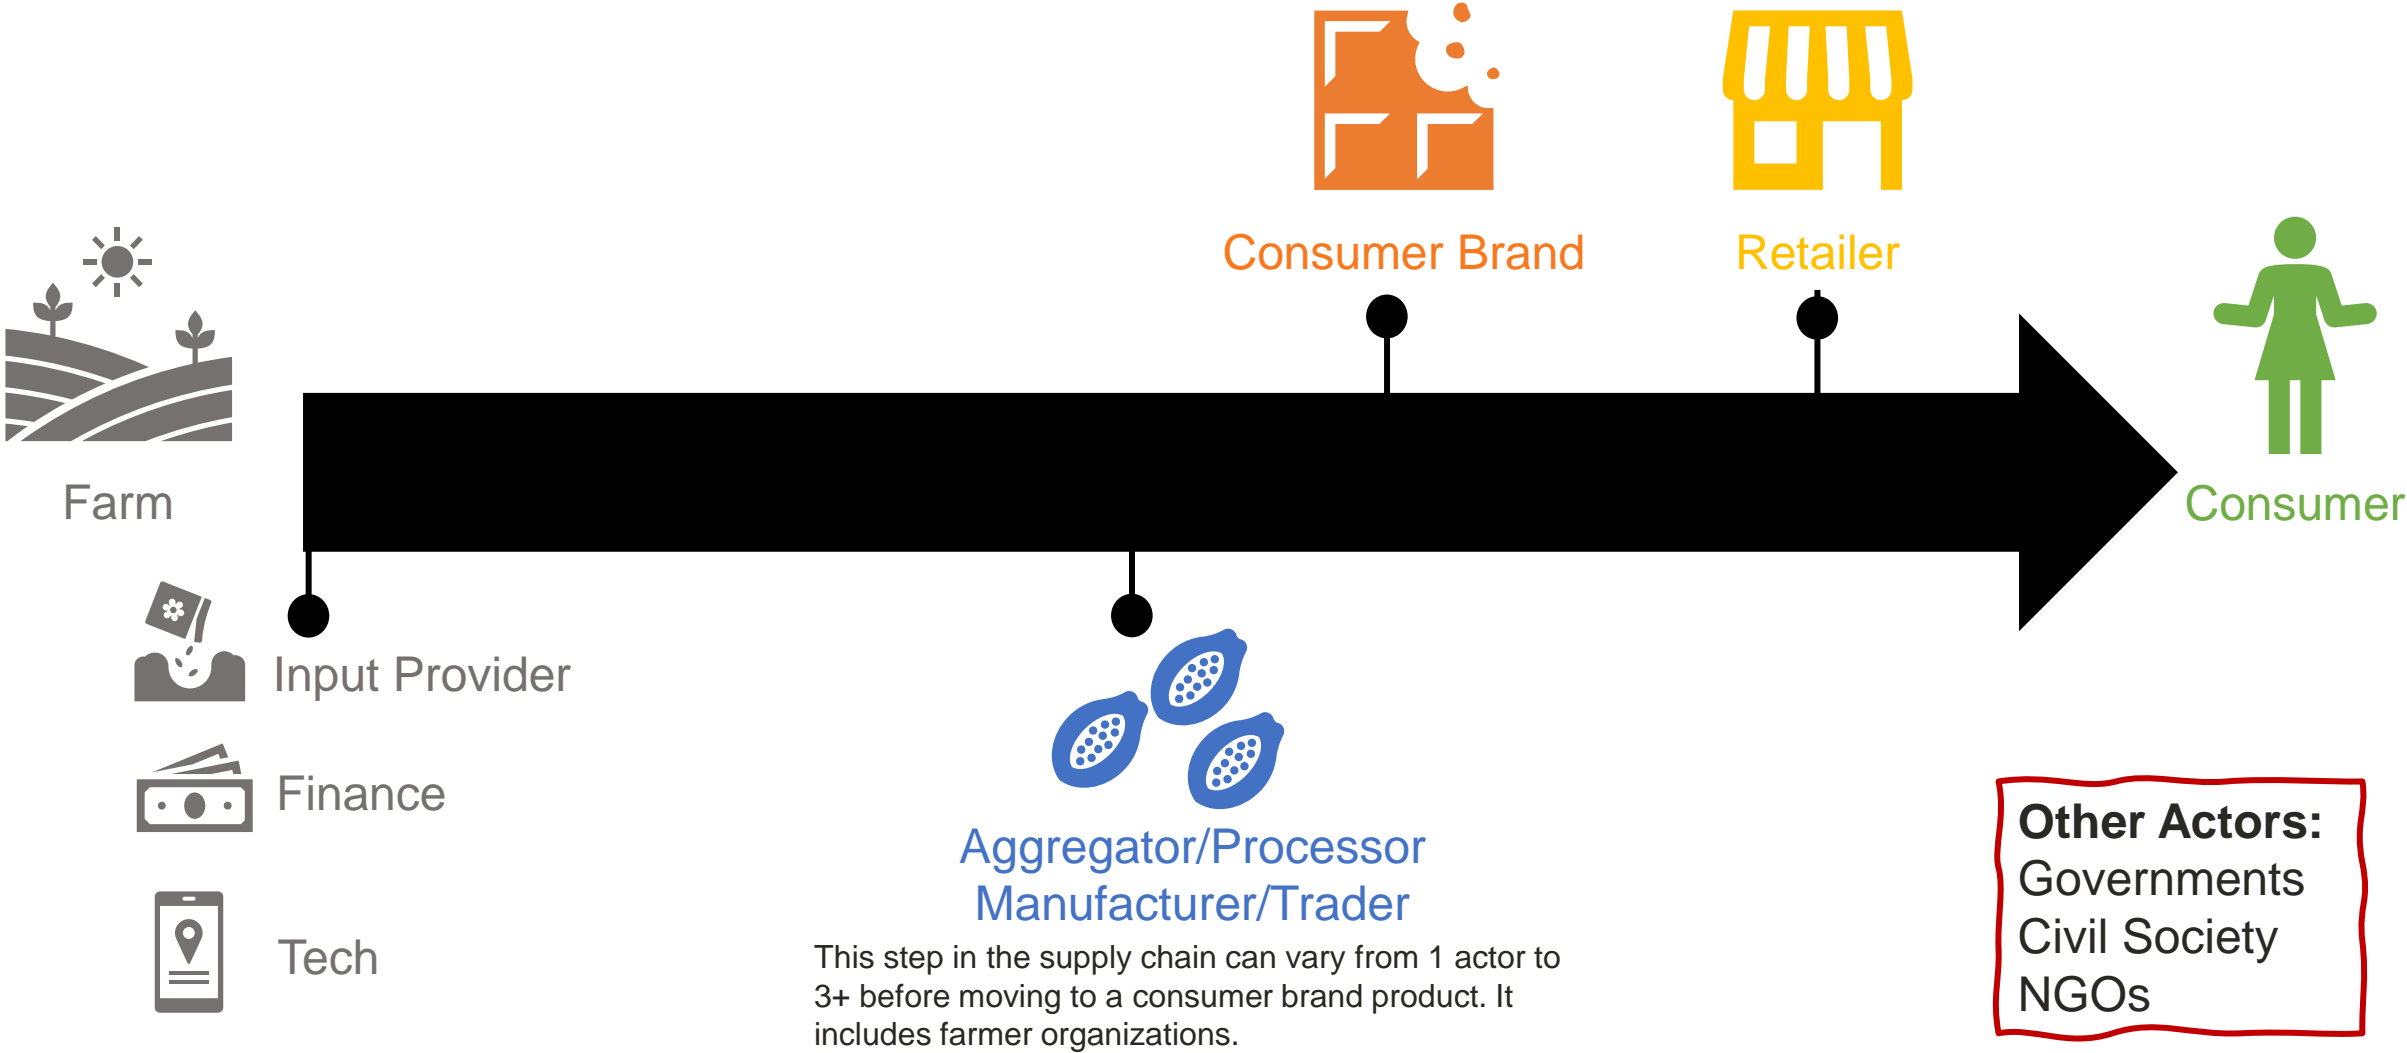 Consumer Brand
Retailer
Farm
Consumer
Input Provider
Finance
Tech
Aggregator/Processor
Manufacturer/Trader
This step in the supply chain can vary from 1 actor to
3+ before moving to a consumer brand product. It
includes farmer organizations.
Other Actors:
Governments
Civil Society
NGOs